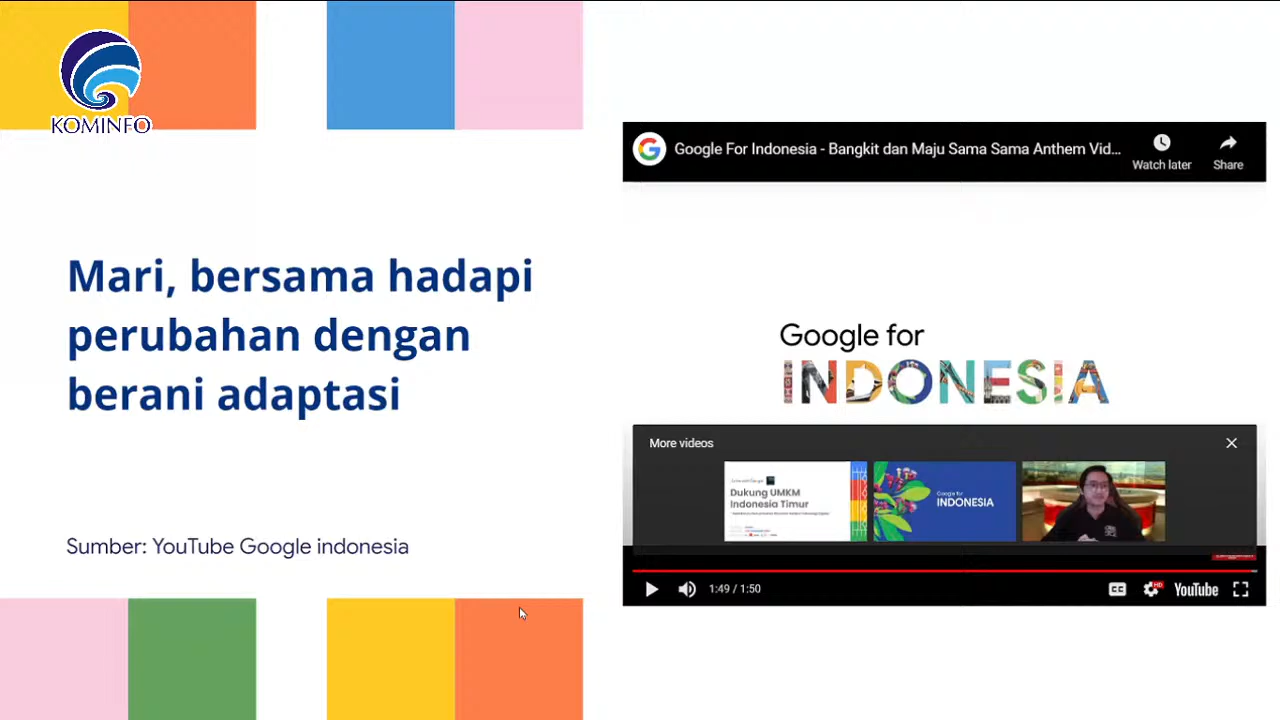 KOMINFO
Mari, bersama hadapi
perubahan dengan
berani adaptasi
Sumber: YouTube Google indonesia
Google For Indonesia - Bangkit dan Maju Sama Sama Anthem Vid...
Watch later
Share
Google for
INDONESIA
More videos
Dukung UMKM
Indonesia Timur
Google for
INDONESIA
1:49 / 1:50
CC
HD
YouTube